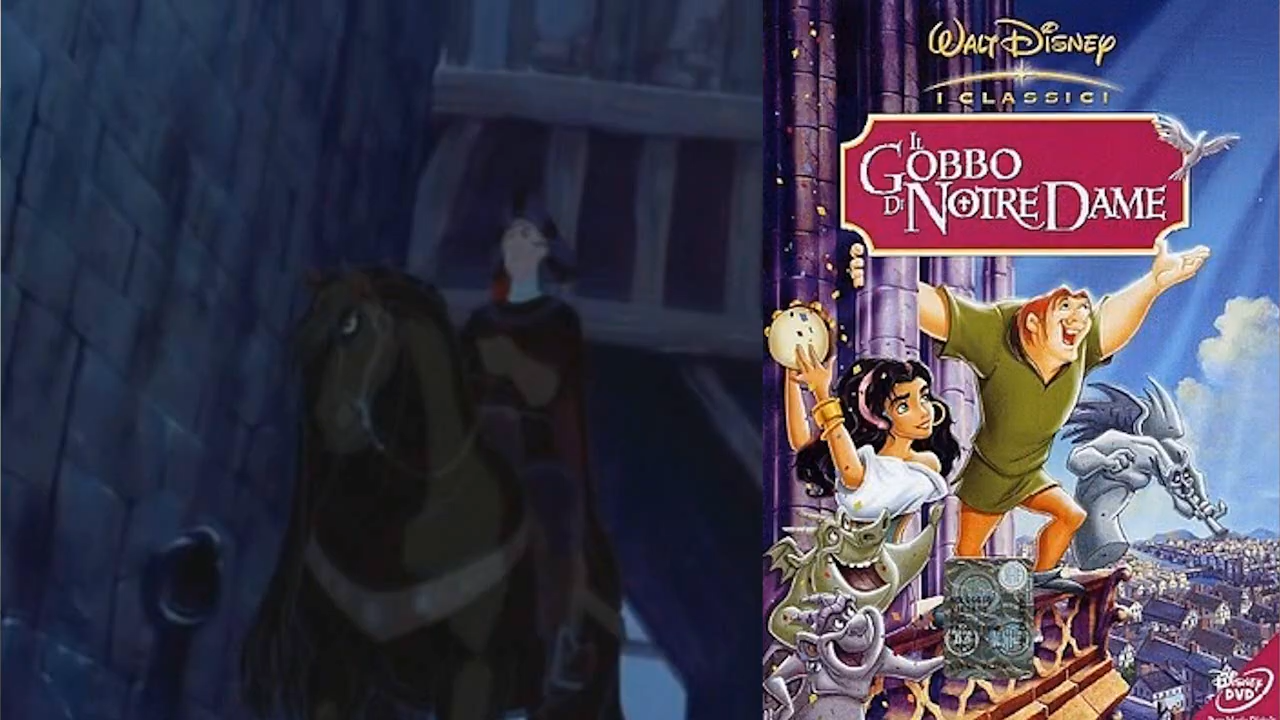 WALT DISNEY
I CLASSICI
IL
GOBBO
DI NOTRE DAME
DISNEY
DVD